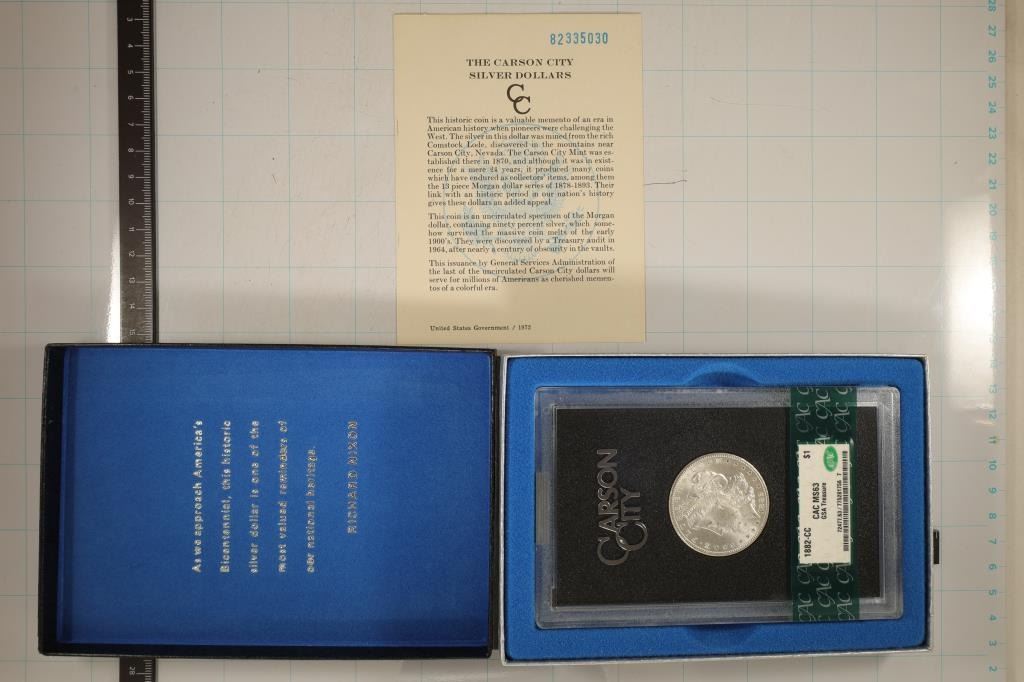 82335030
THE CARSON CITY
SILVER DOLLARS
CC
This historic coin is a valuable memento of an era in
American history when pioneers were challenging the
West. The silver in this dollar was mined from the rich
Comstock Lode, discovered in the mountains near
Carson City, Nevada. The Carson City Mint was es-
tablished there in 1870, and although it was in exist-
ence for a mere 24 years, it produced many coins
which have endured as collectors' items, among them
the 13 piece Morgan dollar series of 1878-1893. Their
link with an historic period in our nation's history
gives these dollars an added appeal.
This coin is an uncirculated specimen of the Morgan
dollar, containing ninety percent silver, which some-
how survived the massive coin melts of the early
1900's. They were discovered by a Treasury audit in
1964, after nearly a century of obscurity in the vaults.
This issuance by General Services Administration of
the last of the uncirculated Carson City dollars will
serve for millions of Americans as cherished memen-
tos of a colorful era.
United States Government / 1972
As we approach America's
Bicentennial, this historic
silver dollar is one of the
most valued reminders of
our national heritage.
RICHARD NIXON
CARSON
CITY
1882-CC $1
CAC MS63
GSA Treasure
CAC